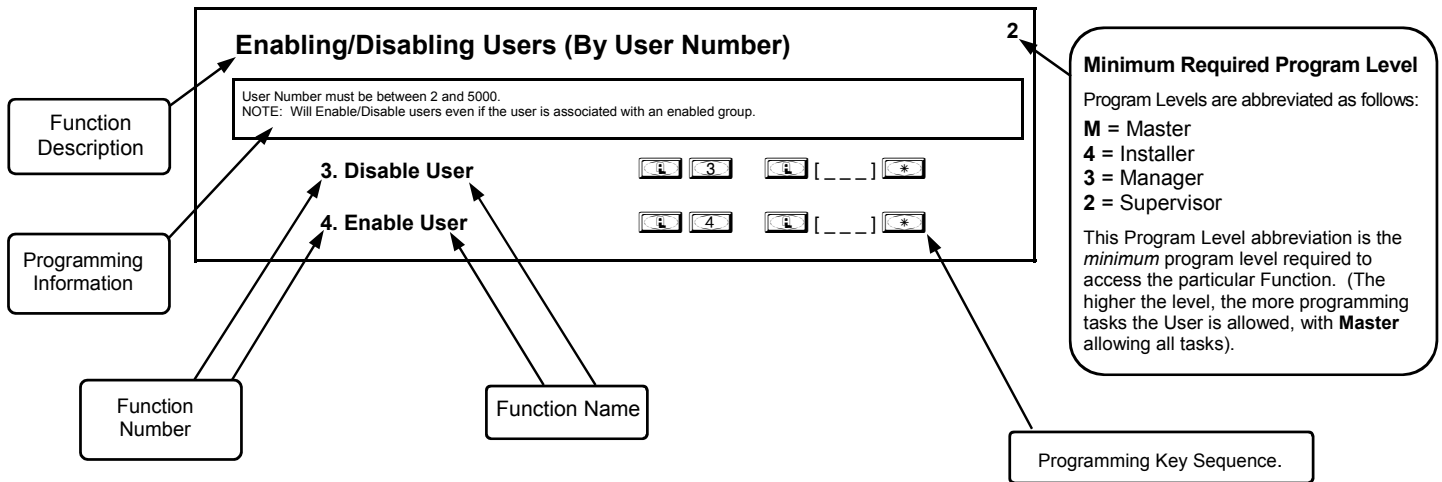 Enabling/Disabling Users (By User Number)
2
User Number must be between 2 and 5000.
NOTE: Will Enable/Disable users even if the user is associated with an enabled group.
3. Disable User
3
[ _ _ _ ]
*
4. Enable User
4
[ _ _ _ ]
*
Function
Description
Programming
Information
Function
Number
Function Name
Programming Key Sequence.
Minimum Required Program Level
Program Levels are abbreviated as follows:
M = Master
4 = Installer
3 = Manager
2 = Supervisor
This Program Level abbreviation is the
minimum program level required to
access the particular Function. (The
higher the level, the more programming
tasks the User is allowed, with Master
allowing all tasks).